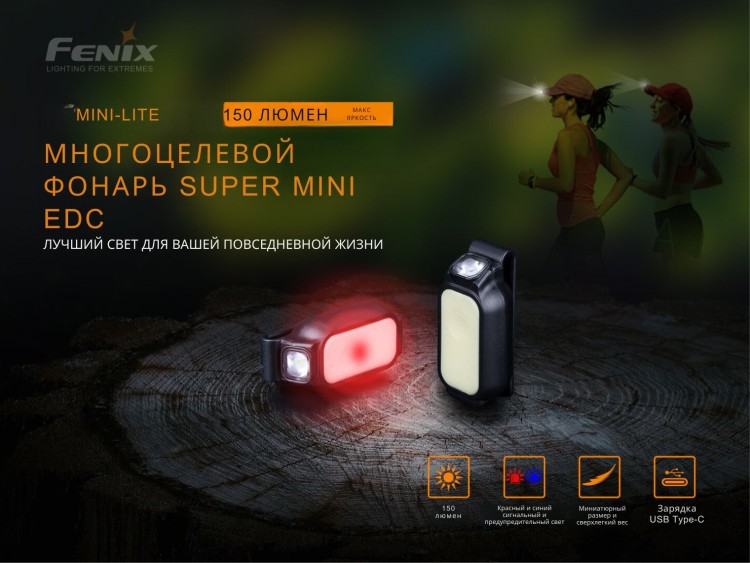 FENIX
LIGHTING FOR EXTREMES
MINI-LITE
150 ЛЮМЕН
МАКС
ЯРКОСТЬ
МНОГОЦЕЛЕВОЙ
ФОНАРЬ SUPER MINI
EDC
ЛУЧШИЙ СВЕТ ДЛЯ ВАШЕЙ ПОВСЕДНЕВНОЙ ЖИЗНИ
150
люмен
Красный и синий
сигнальный и
предупредительный свет
Миниатюрный
размер и
сверхлегкий вес
Зарядка
USB Type-C